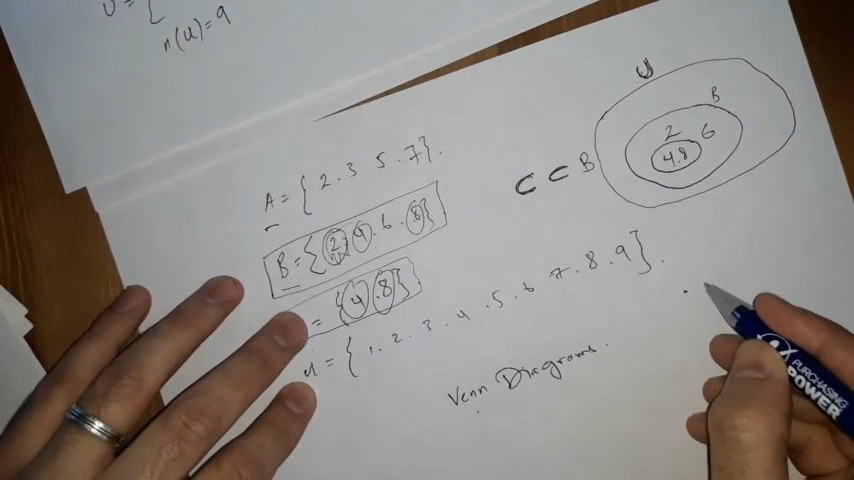 U = {
n(U) = 9
A = { 2 . 3 5 . 7 } .
B = { 2 4 . 6 . 8 }
= { 4 . 8 }
U = { 1 . 2 . 3 . 4 . 5 . 6 7 . 8 . 9 } .
Venn Diagrams .
C ⊂ B
U
B
2 6
4.8
PURCHASING
POWER